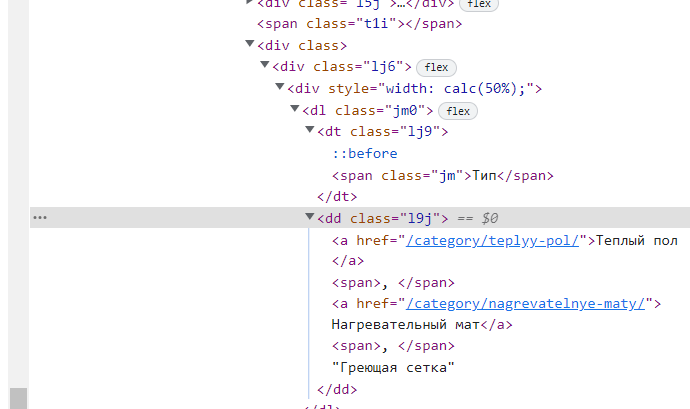 <div class="l5j">…</div> flex
<span class="t1i"></span>
<div class>
<div class="lj6"> flex
<div style="width: calc(50%);">
<dl class="jm0"> flex
<dt class="lj9">
::before
<span class="jm">Тип</span>
</dt>
… <dd class="l9j"> == $0
<a href="/category/teplyy-pol/">Теплый пол
</a>
<span>, </span>
<a href="/category/nagrevatelnye-maty/">
Нагревательный мат</a>
<span>, </span>
"Греющая сетка"
</dd>
</dl>